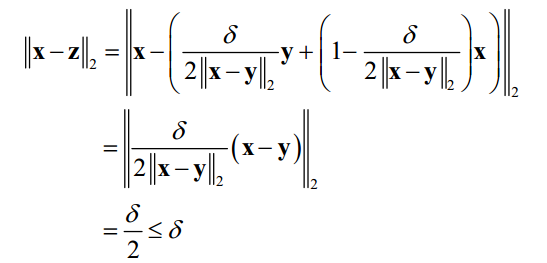 ‖x − z‖₂ = ‖x − ( δ / (2‖x − y‖₂) y + ( 1 − δ / (2‖x − y‖₂) ) x )‖₂
= ‖ δ / (2‖x − y‖₂) (x − y) ‖₂
= δ / 2 ≤ δ